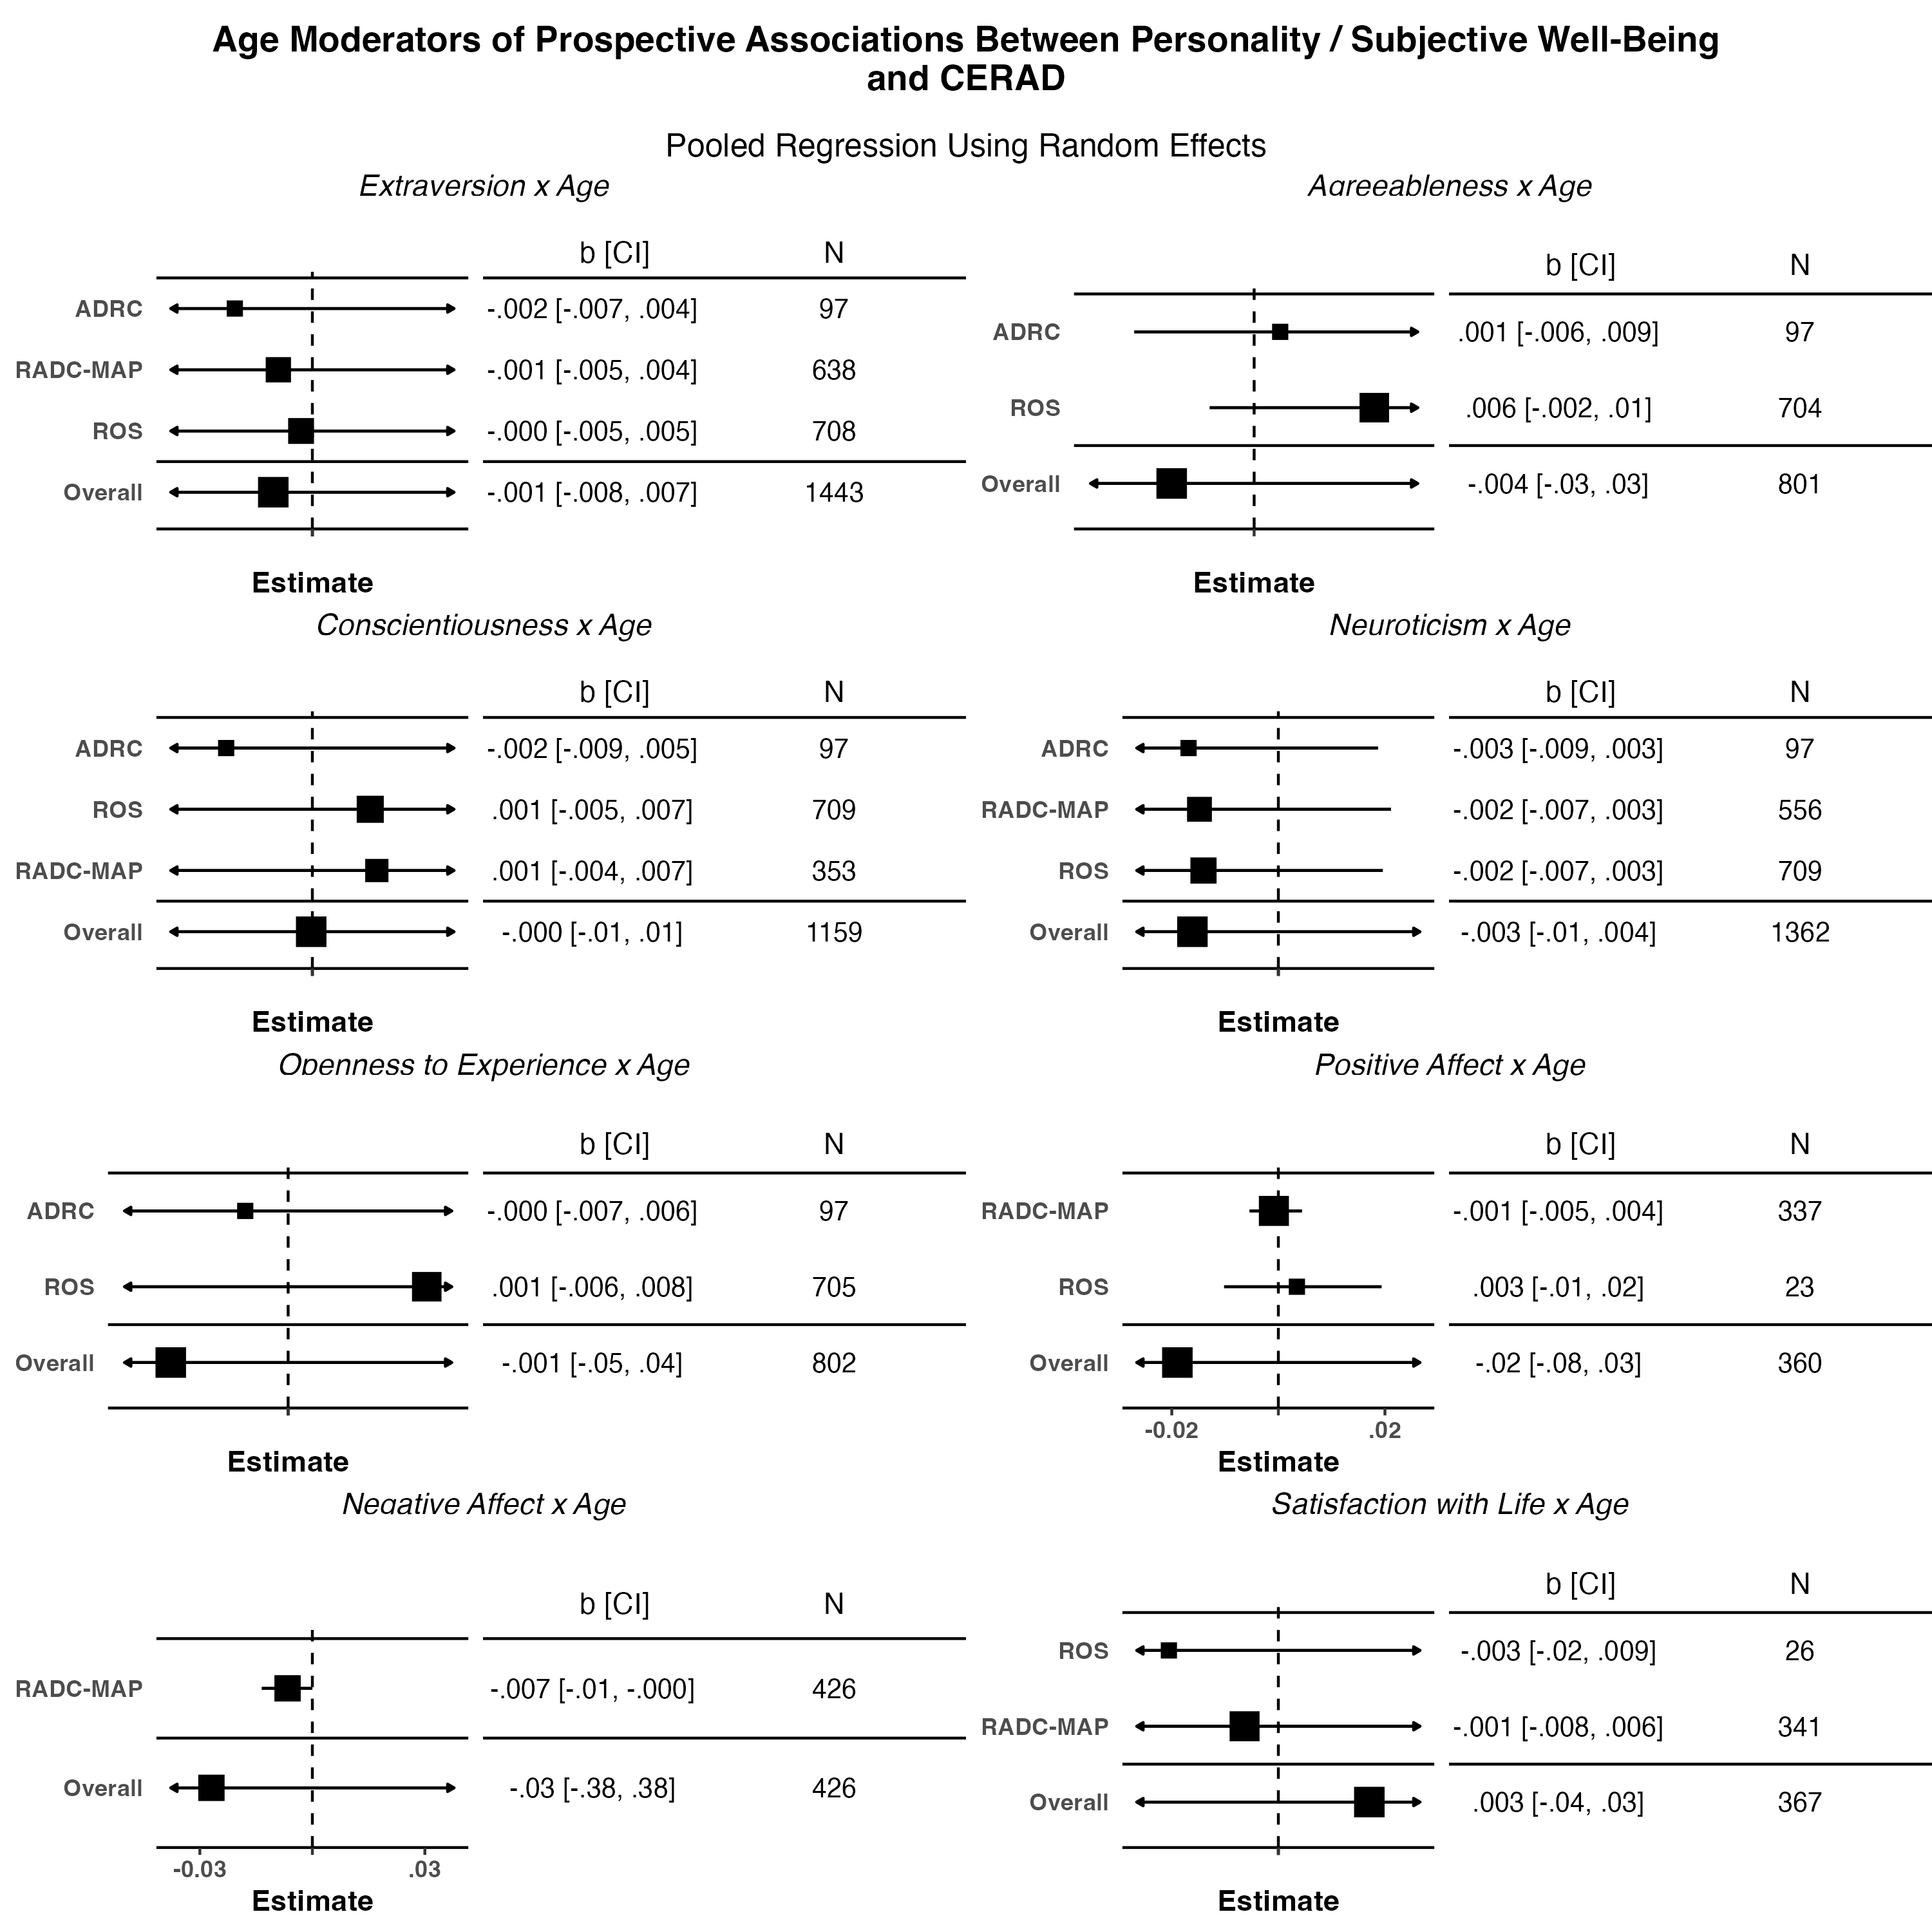 Age Moderators of Prospective Associations Between Personality / Subjective Well-Being
and CERAD
Pooled Regression Using Random Effects
Extraversion x Age
b [CI] N
ADRC -.002 [-.007, .004] 97
RADC-MAP -.001 [-.005, .004] 638
ROS -.000 [-.005, .005] 708
Overall -.001 [-.008, .007] 1443
Estimate
Agreeableness x Age
b [CI] N
ADRC .001 [-.006, .009] 97
ROS .006 [-.002, .01] 704
Overall -.004 [-.03, .03] 801
Estimate
Conscientiousness x Age
b [CI] N
ADRC -.002 [-.009, .005] 97
ROS .001 [-.005, .007] 709
RADC-MAP .001 [-.004, .007] 353
Overall -.000 [-.01, .01] 1159
Estimate
Neuroticism x Age
b [CI] N
ADRC -.003 [-.009, .003] 97
RADC-MAP -.002 [-.007, .003] 556
ROS -.002 [-.007, .003] 709
Overall -.003 [-.01, .004] 1362
Estimate
Openness to Experience x Age
b [CI] N
ADRC -.000 [-.007, .006] 97
ROS .001 [-.006, .008] 705
Overall -.001 [-.05, .04] 802
Estimate
Positive Affect x Age
b [CI] N
RADC-MAP -.001 [-.005, .004] 337
ROS .003 [-.01, .02] 23
Overall -.02 [-.08, .03] 360
-0.02 .02
Estimate
Negative Affect x Age
b [CI] N
RADC-MAP -.007 [-.01, -.000] 426
Overall -.03 [-.38, .38] 426
-0.03 .03
Estimate
Satisfaction with Life x Age
b [CI] N
ROS -.003 [-.02, .009] 26
RADC-MAP -.001 [-.008, .006] 341
Overall .003 [-.04, .03] 367
Estimate